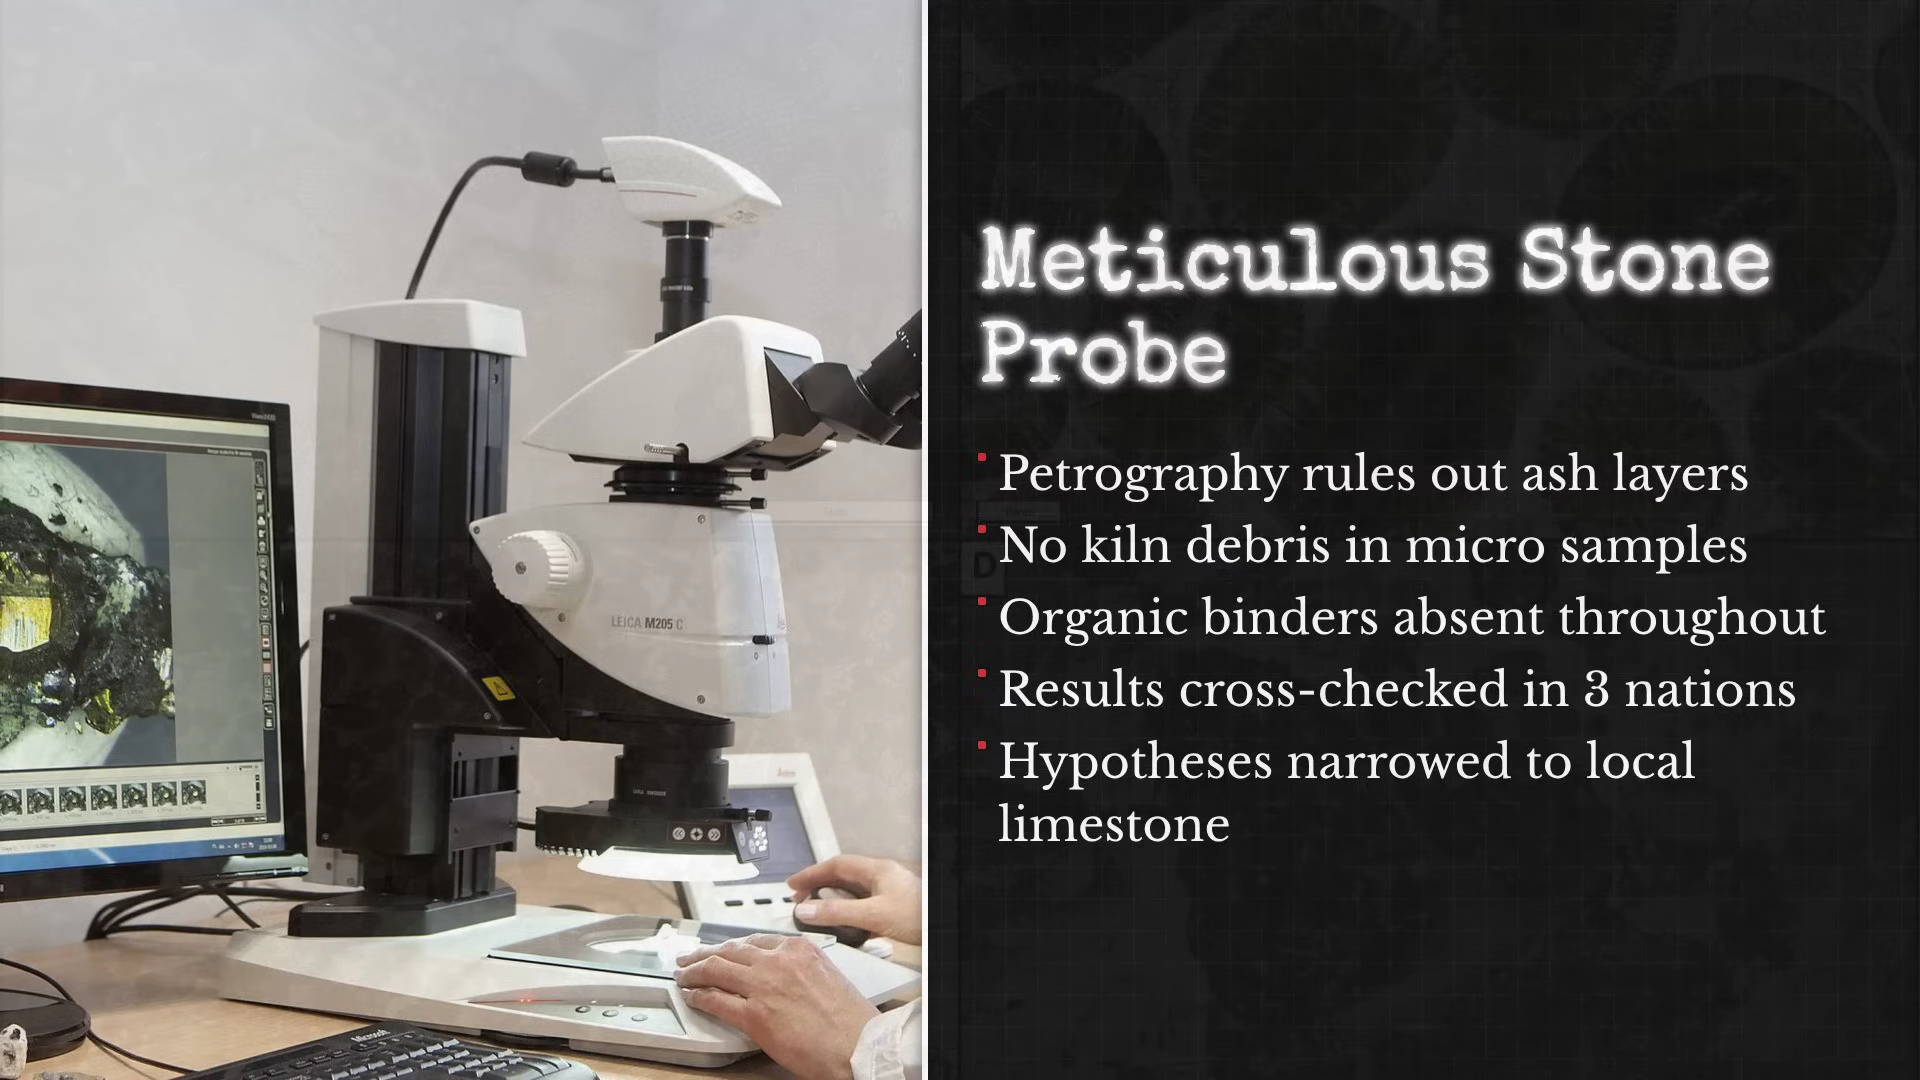 LEICA M205 C
Microsoft
Meticulous Stone
Probe
Petrography rules out ash layers
No kiln debris in micro samples
Organic binders absent throughout
Results cross-checked in 3 nations
Hypotheses narrowed to local
limestone
D